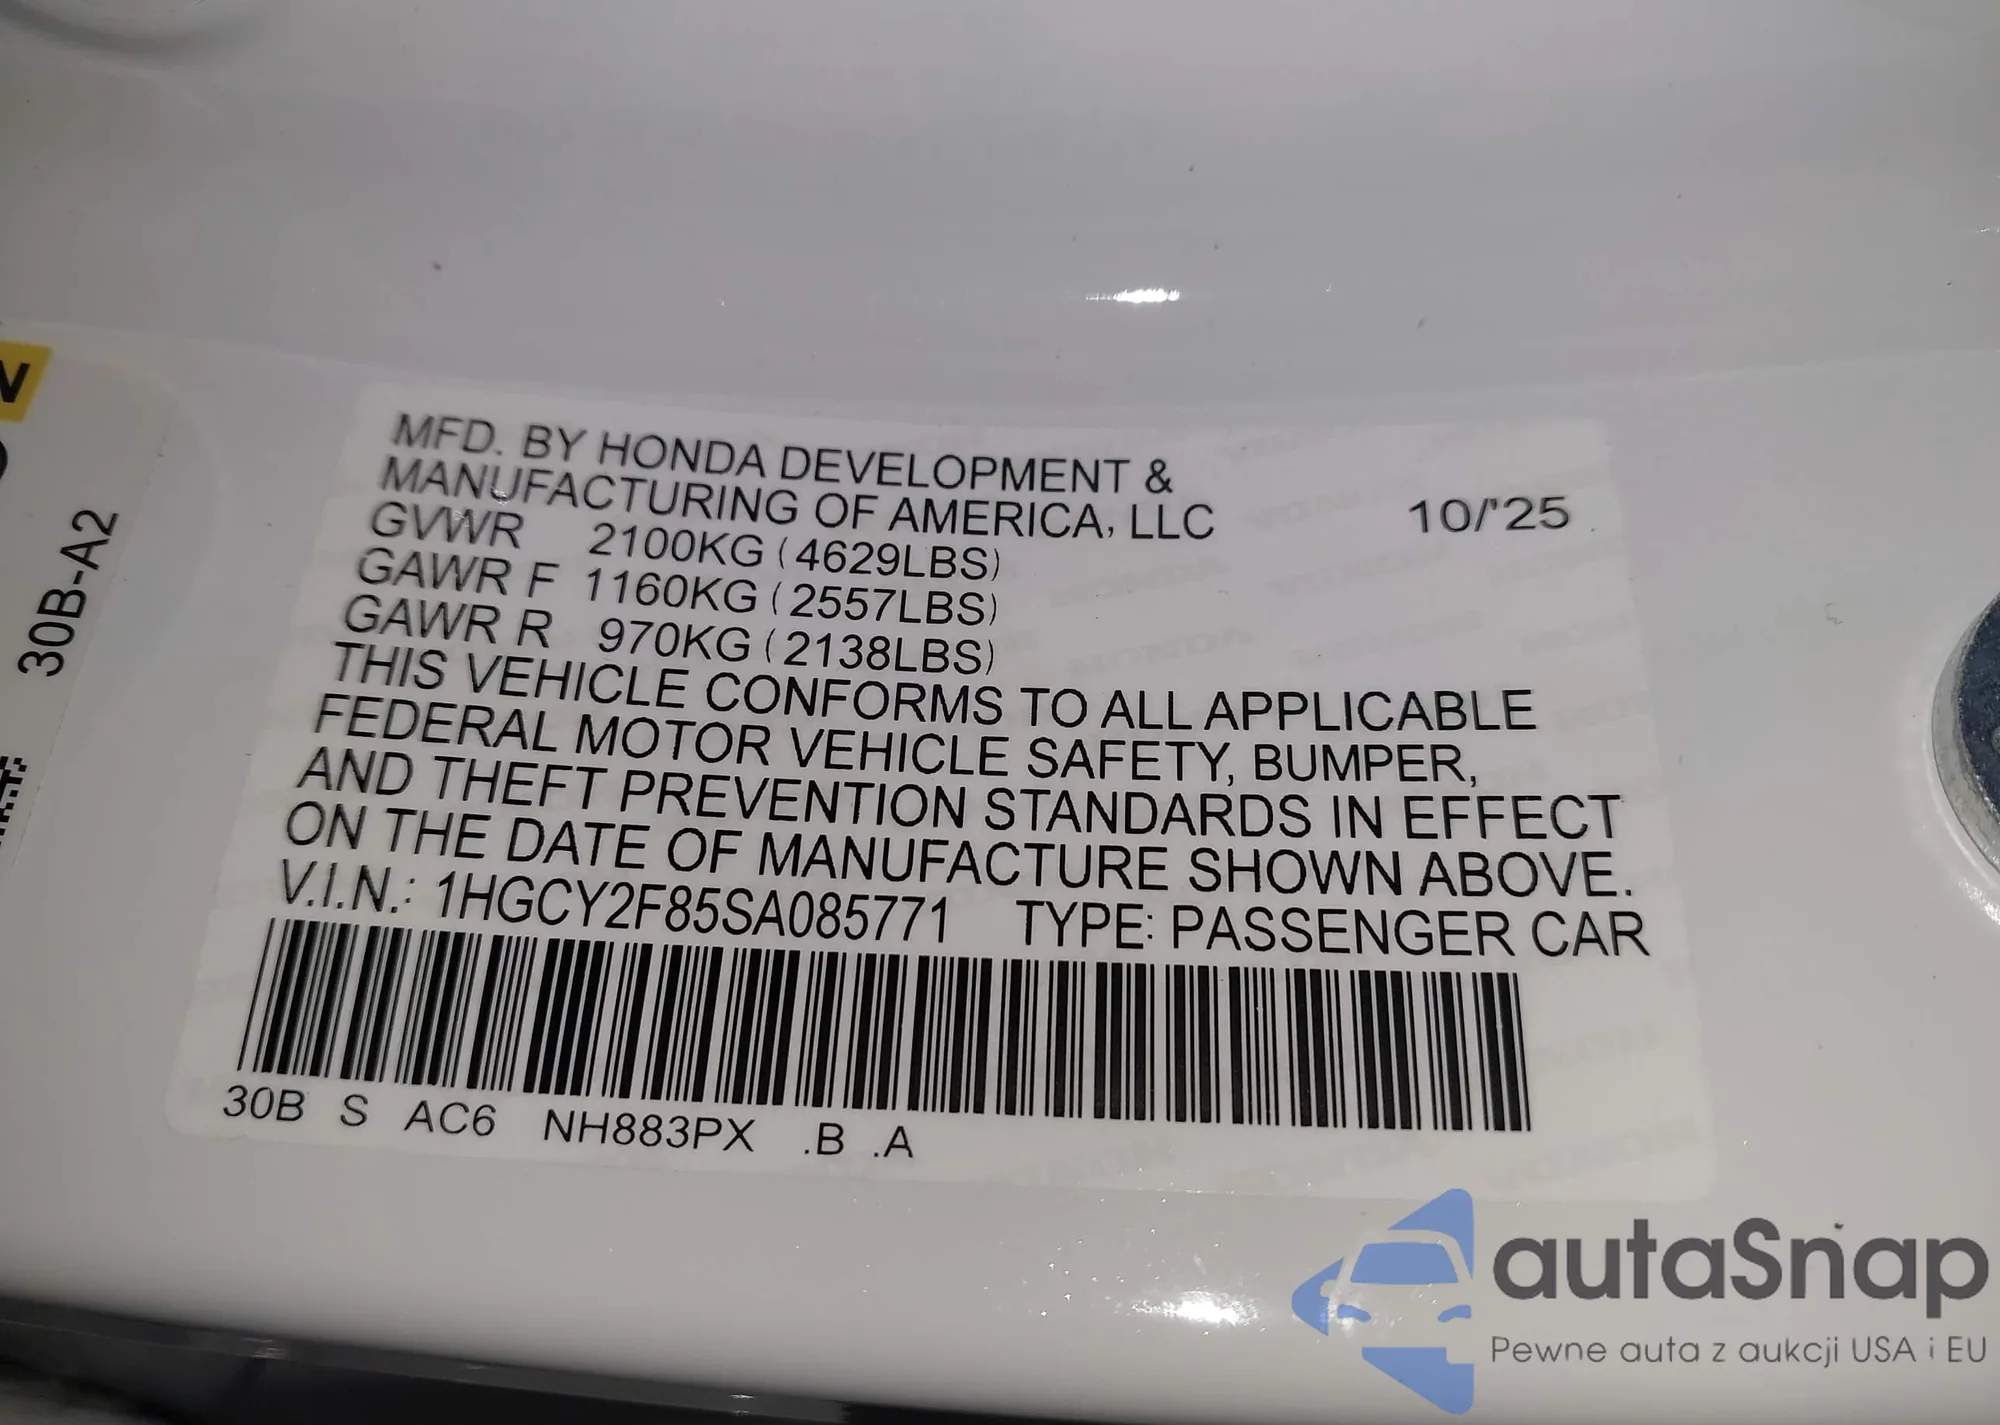 N
30B-A2
MFD. BY HONDA DEVELOPMENT &
MANUFACTURING OF AMERICA, LLC 10/'25
GVWR 2100KG (4629LBS)
GAWR F 1160KG (2557LBS)
GAWR R 970KG (2138LBS)
THIS VEHICLE CONFORMS TO ALL APPLICABLE
FEDERAL MOTOR VEHICLE SAFETY, BUMPER,
AND THEFT PREVENTION STANDARDS IN EFFECT
ON THE DATE OF MANUFACTURE SHOWN ABOVE.
V.I.N.: 1HGCY2F85SA085771 TYPE: PASSENGER CAR
30B S AC6 NH883PX .B .A
autaSnap
Pewne auta z aukcji USA i EU